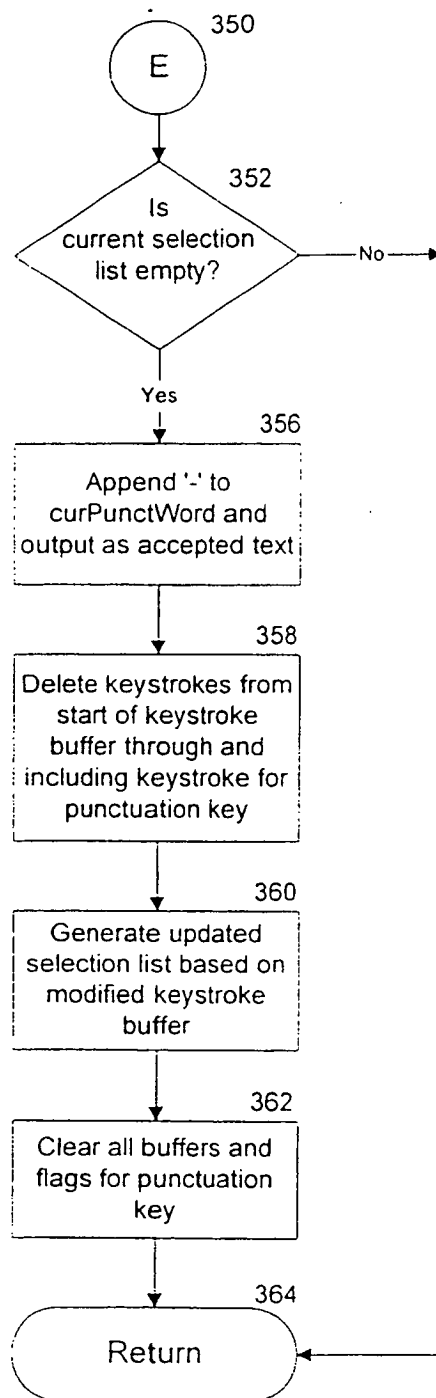 350
E
352
Is
current selection
list empty?
No
Yes
356
Append '-' to
curPunctWord and
output as accepted text
358
Delete keystrokes from
start of keystroke
buffer through and
including keystroke for
punctuation key
360
Generate updated
selection list based on
modified keystroke
buffer
362
Clear all buffers and
flags for punctuation
key
364
Return